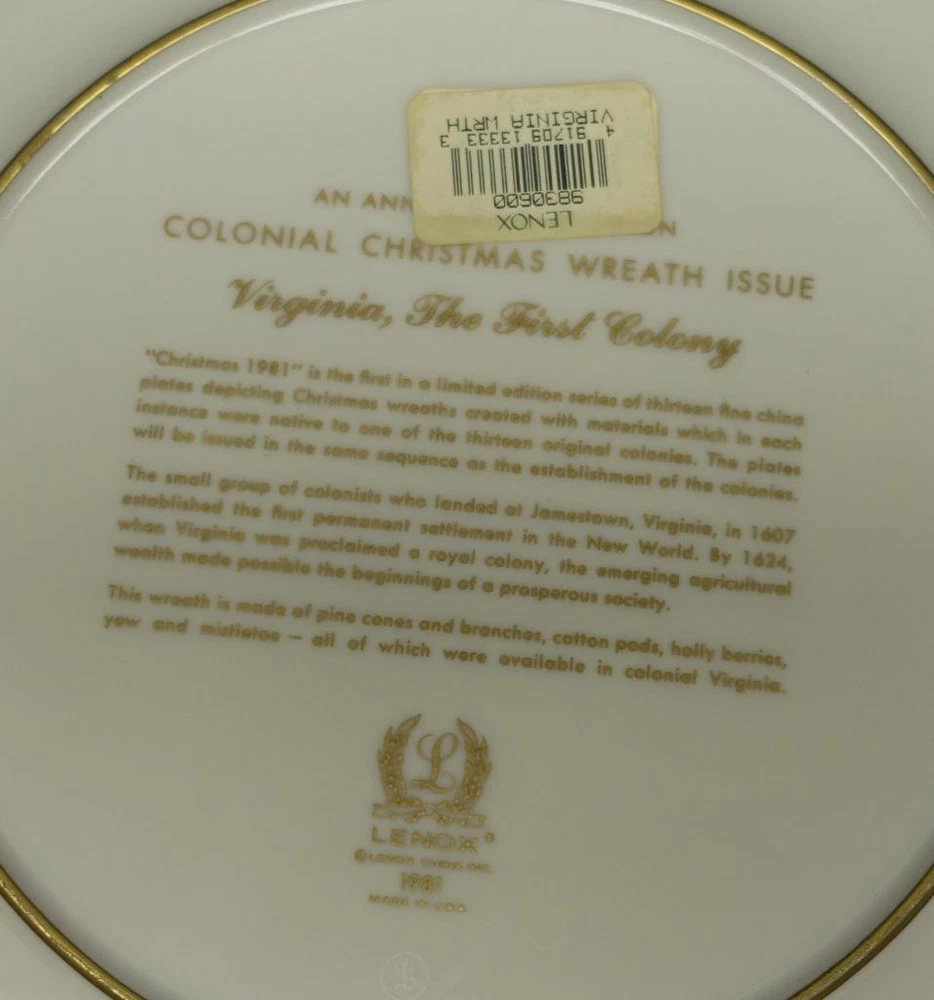 VIRGINIA WRTH
4 91709 13333 3
9830600
LENOX
AN ANN
N
COLONIAL CHRISTMAS WREATH ISSUE
Virginia, The First Colony
"Christmas 1981" is the first in a limited edition series of thirteen fine china
plates depicting Christmas wreaths created with materials which in each
instance were native to one of the thirteen original colonies. The plates
will be issued in the same sequence as the establishment of the colonies.
The small group of colonists who landed at Jamestown, Virginia, in 1607
established the first permanent settlement in the New World. By 1624,
when Virginia was proclaimed a royal colony, the emerging agricultural
wealth made possible the beginnings of a prosperous society.
This wreath is made of pine cones and branches, cotton pods, holly berries,
yew and mistletoe — all of which were available in colonial Virginia.
L
LENOX®
© LENOX CHINA INC.
1981
MADE IN USA
L